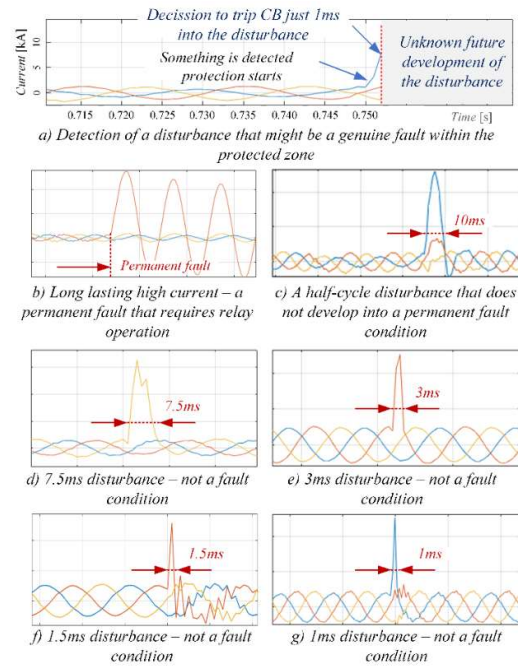 Decission to trip CB just 1ms
into the disturbance
Something is detected
protection starts
Unknown future
development of
the disturbance
Current [kA]
10
5
0
0.715 0.720 0.725 0.730 0.735 0.740 0.745 0.750 Time [s]
a) Detection of a disturbance that might be a genuine fault within the
protected zone
Permanent fault
10ms
b) Long lasting high current – a
permanent fault that requires relay
operation
c) A half-cycle disturbance that does
not develop into a permanent fault
condition
7.5ms
3ms
d) 7.5ms disturbance – not a fault
condition
e) 3ms disturbance – not a fault
condition
1.5ms
1ms
f) 1.5ms disturbance – not a fault
condition
g) 1ms disturbance – not a fault
condition